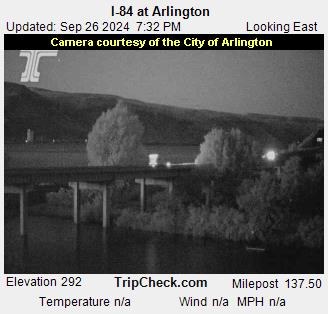 I-84 at Arlington
Updated: Sep 26 2024 7:32 PM Looking East
Camera courtesy of the City of Arlington
Elevation 292 TripCheck.com Milepost 137.50
Temperature n/a Wind n/a MPH n/a